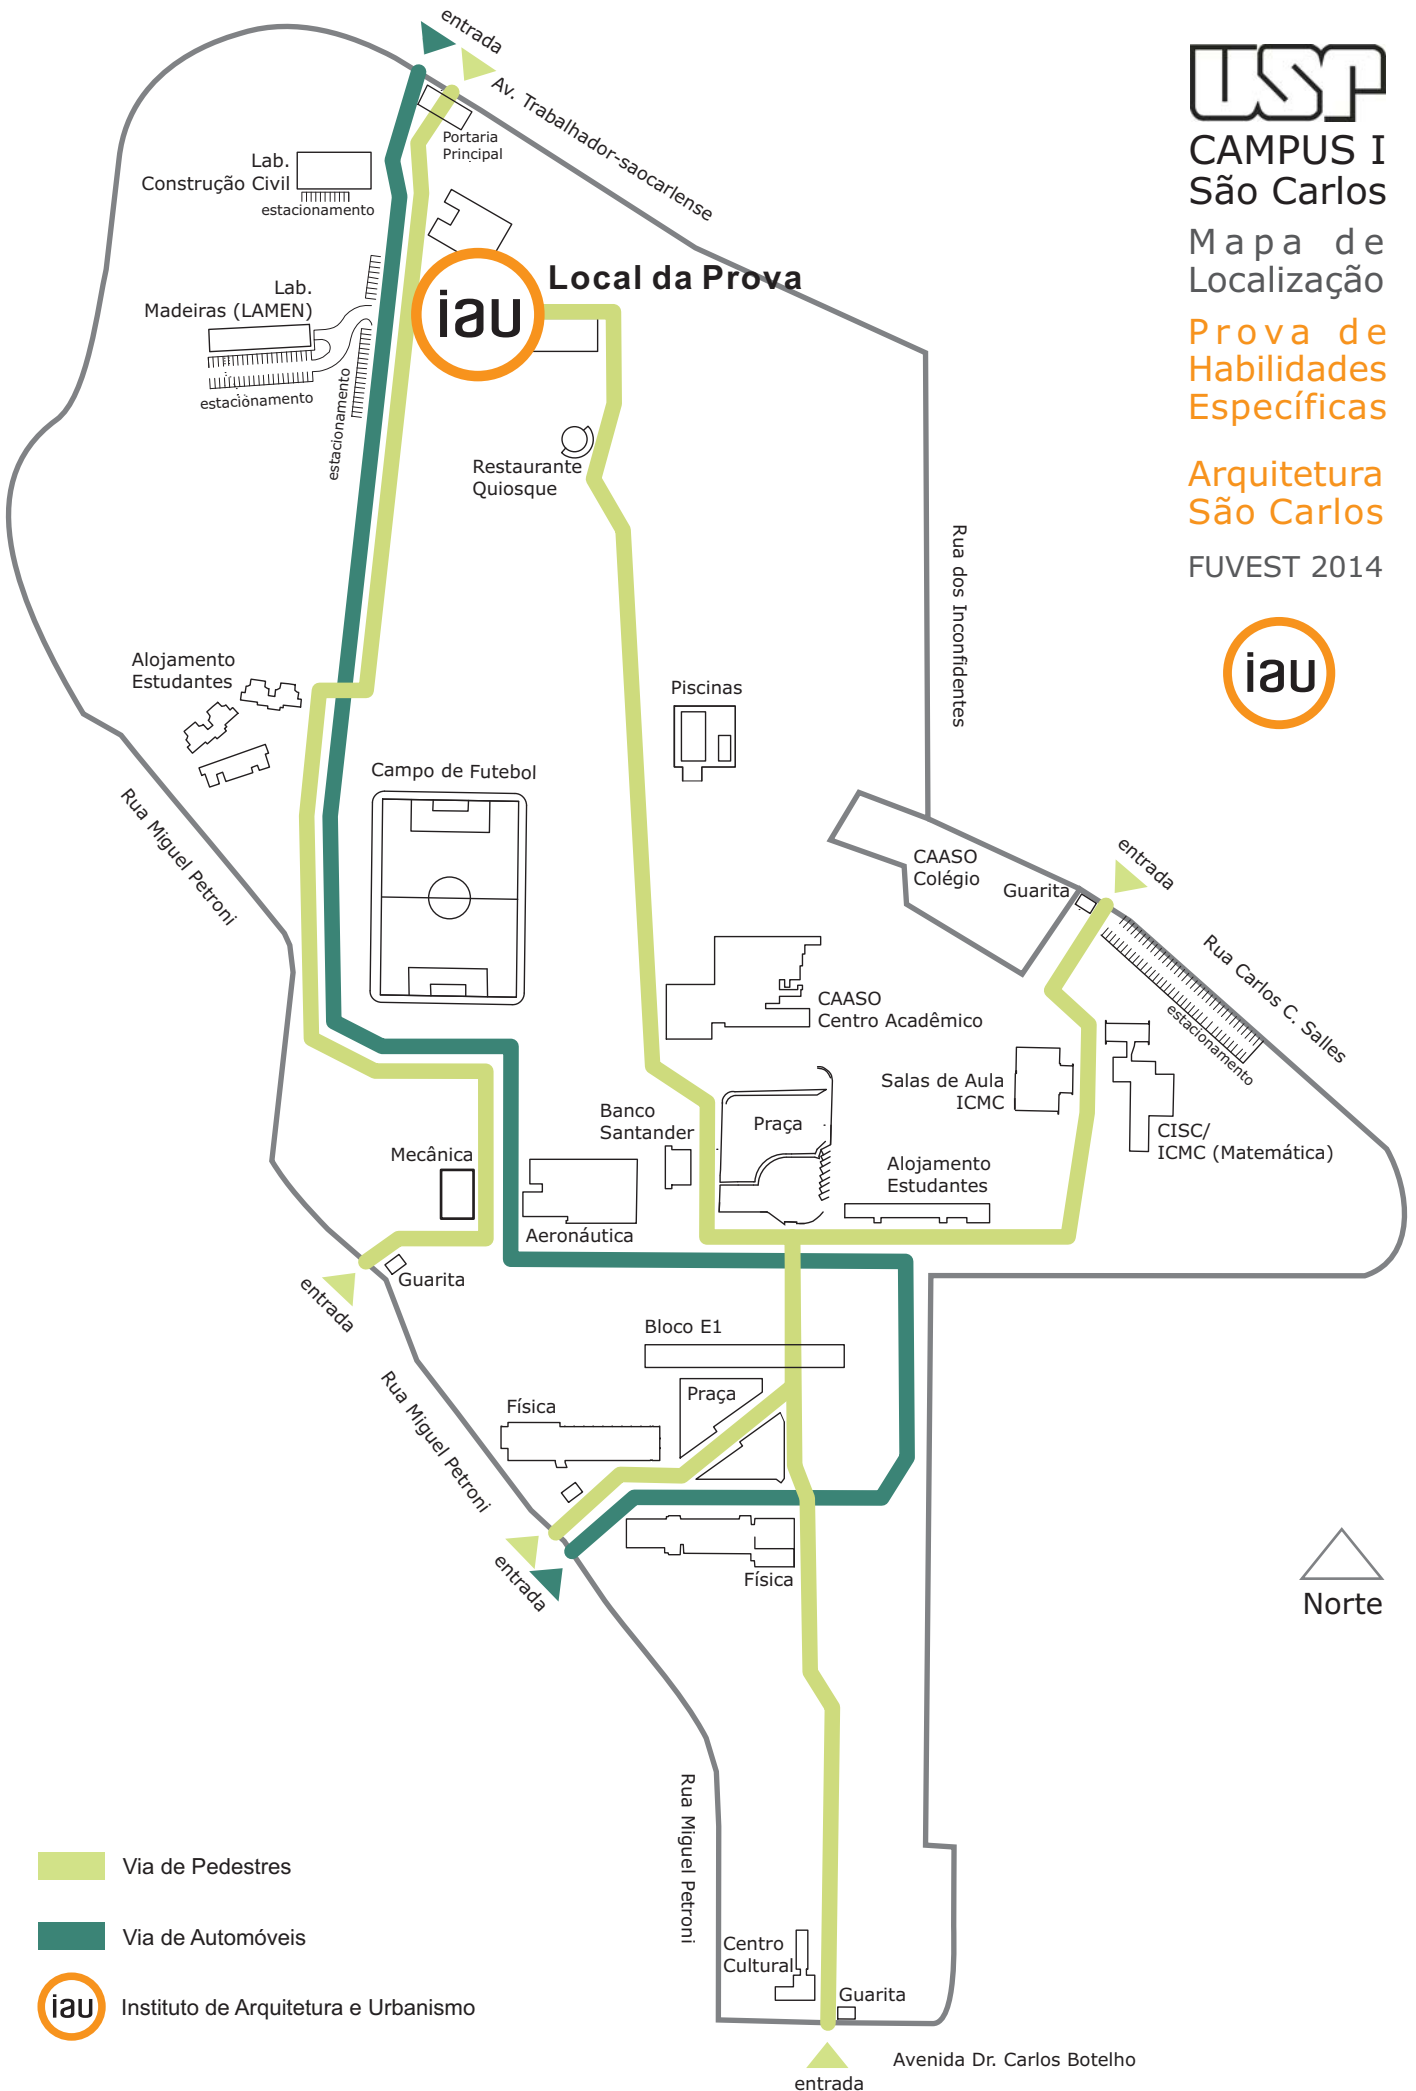 entrada
Av. Trabalhador-saocarlense
Portaria
Principal
USP
CAMPUS I
São Carlos
Mapa de
Localização
Prova de
Habilidades
Específicas
Arquitetura
São Carlos
FUVEST 2014
iau
Lab.
Construção Civil
estacionamento
Lab.
Madeiras (LAMEN)
estacionamento
estacionamento
iau
Local da Prova
Restaurante
Quiosque
Rua dos Inconfidentes
Alojamento
Estudantes
Piscinas
Campo de Futebol
Rua Miguel Petroni
CAASO
Colégio
Guarita
entrada
Rua Carlos C. Salles
estacionamento
CAASO
Centro Acadêmico
Salas de Aula
ICMC
CISC/
ICMC (Matemática)
Banco
Santander
Praça
Alojamento
Estudantes
Mecânica
Aeronáutica
Guarita
entrada
Bloco E1
Praça
Física
Rua Miguel Petroni
entrada
Física
Norte
Rua Miguel Petroni
Via de Pedestres
Via de Automóveis
iau
Instituto de Arquitetura e Urbanismo
Centro
Cultural
Guarita
Avenida Dr. Carlos Botelho
entrada